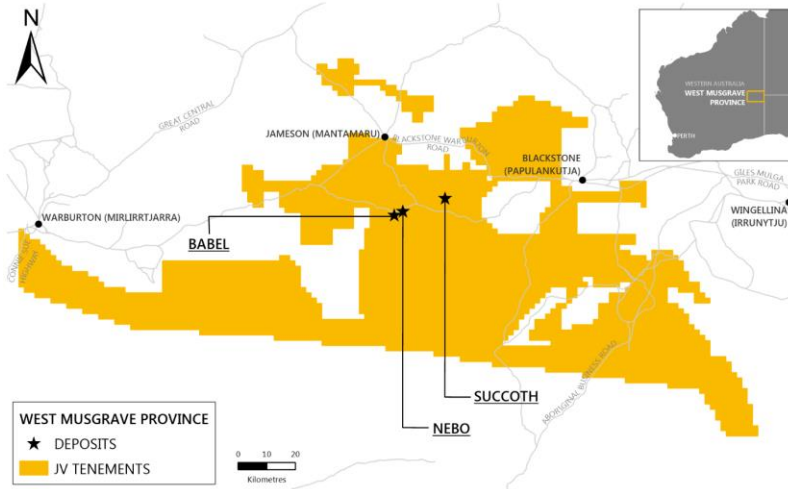 N
GREAT CENTRAL
ROAD
JAMESON (MANTAMARU)
BLACKSTONE WARBURTON
ROAD
BLACKSTONE
(PAPULANKUTJA)
GILES MULGA
PARK ROAD
WINGELLINA
(IRRUNYTJU)
WARBURTON (MIRLIRRTJARRA)
HIGHWAY
BABEL
SUCCOTH
NEBO
ABORIGINAL BUSINESS ROAD
WESTERN AUSTRALIA
WEST MUSGRAVE
PROVINCE
PERTH
WEST MUSGRAVE PROVINCE
DEPOSITS
JV TENEMENTS
0 10 20
Kilometres